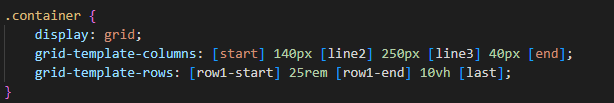 .container {
display: grid;
grid-template-columns: [start] 140px [line2] 250px [line3] 40px [end];
grid-template-rows: [row1-start] 25rem [row1-end] 10vh [last];
}